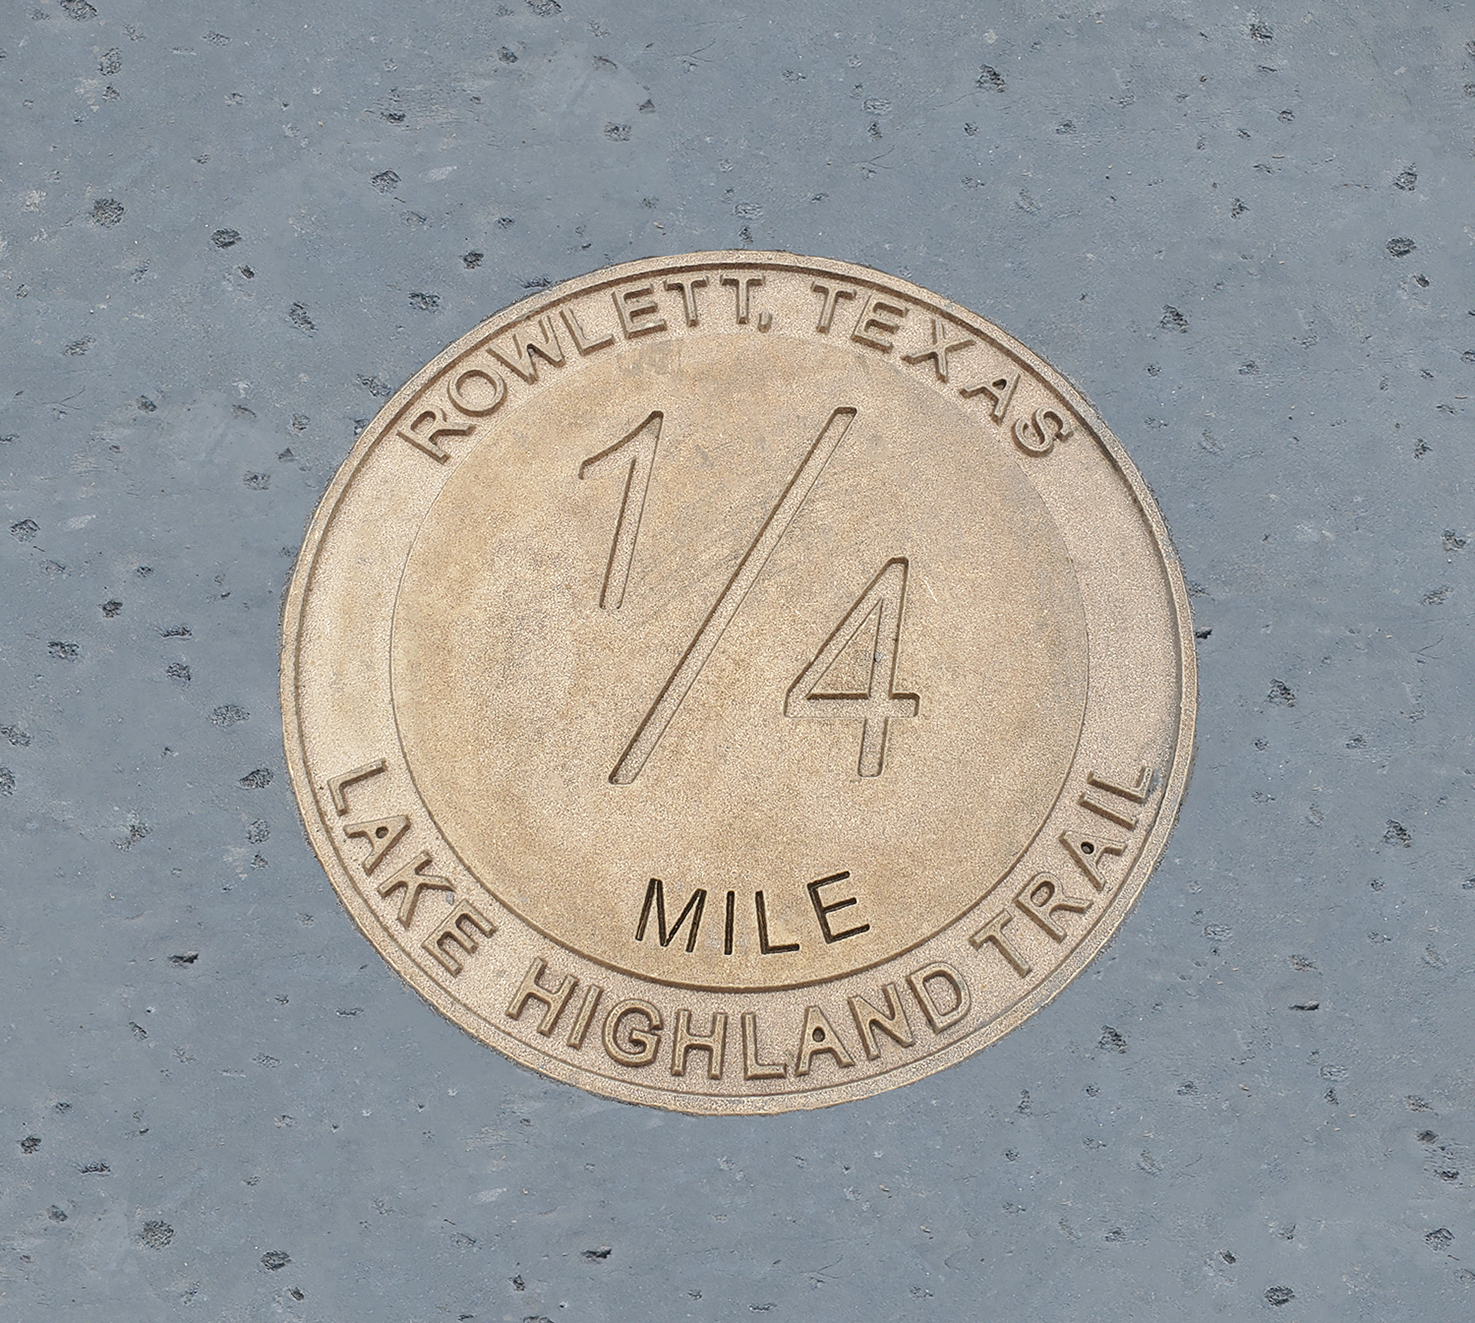 ROWLETT, TEXAS
1/4
MILE
LAKE HIGHLAND TRAIL